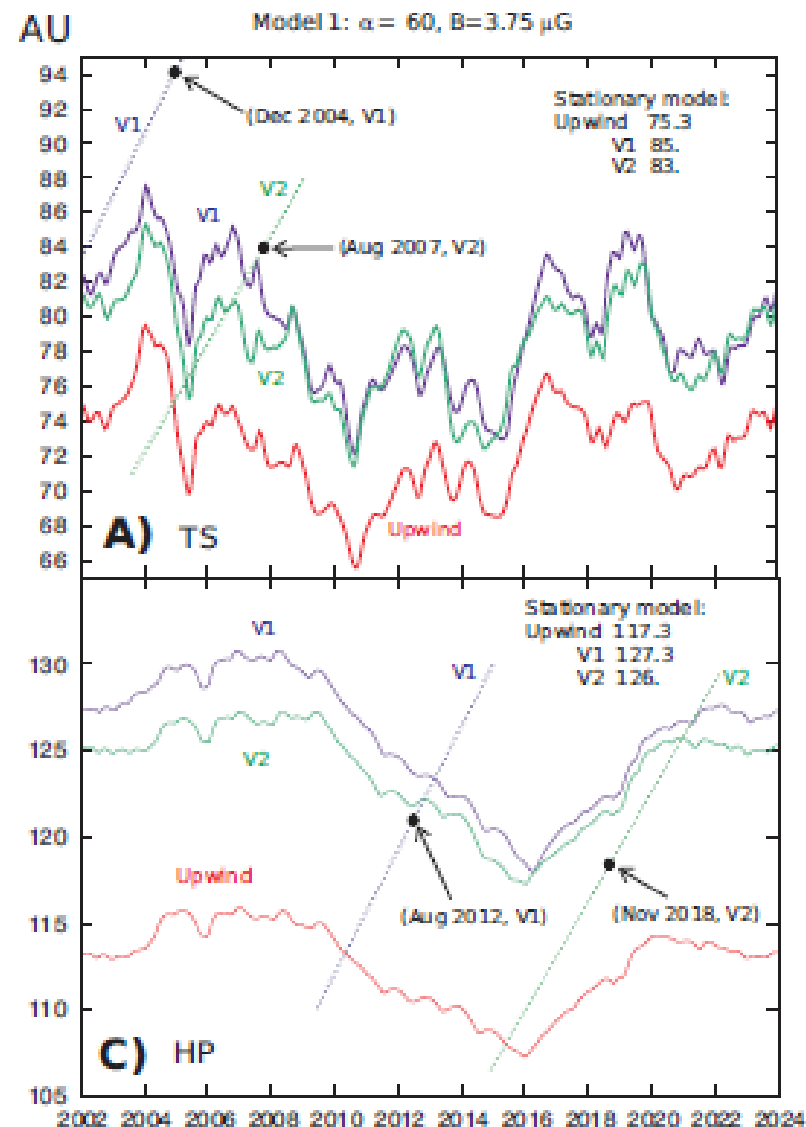 AU
Model 1: α = 60, B=3.75 μG
94
92
90
88
86
84
82
80
78
76
74
72
70
68
66
V1
(Dec 2004, V1)
Stationary model:
Upwind 75.3
V1 85.
V2 83.
V2
V1
(Aug 2007, V2)
V2
Upwind
A) TS
130
125
120
115
110
105
Stationary model:
Upwind 117.3
V1 127.3
V2 126.
V1
V1
V2
V2
Upwind
(Aug 2012, V1)
(Nov 2018, V2)
C) HP
2002 2004 2006 2008 2010 2012 2014 2016 2018 2020 2022 2024